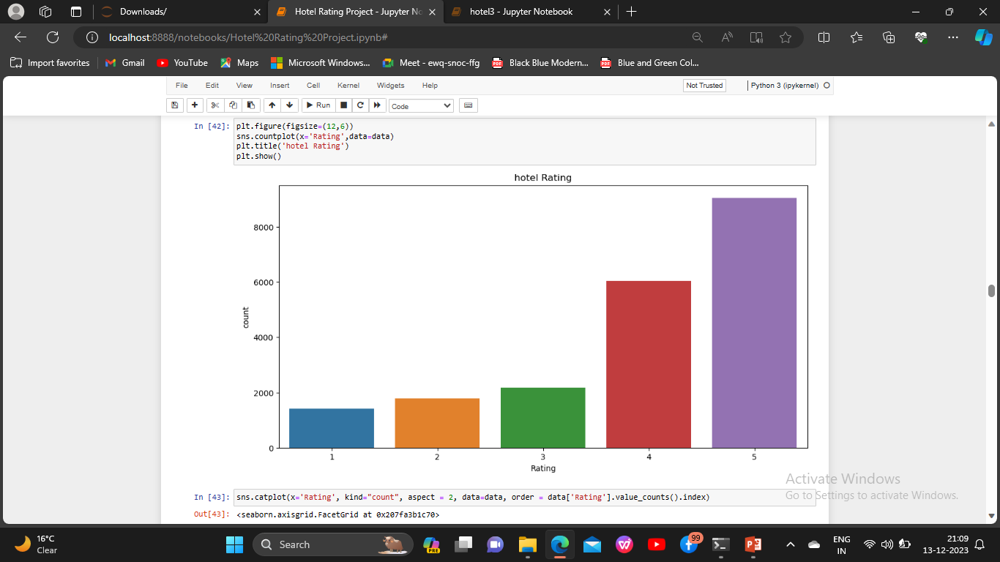 Downloads/
Hotel Rating Project - Jupyter No
hotel3 - Jupyter Notebook
localhost:8888/notebooks/Hotel%20Rating%20Project.ipynb#
Import favorites
Gmail
YouTube
Maps
Microsoft Windows...
Meet - ewq-snoc-ffg
PDF
Black Blue Modern...
PDF
Blue and Green Col...
File Edit View Insert Cell Kernel Widgets Help
Not Trusted
Python 3 (ipykernel)
Run
Code
In [42]:
plt.figure(figsize=(12,6))
sns.countplot(x='Rating',data=data)
plt.title('hotel Rating')
plt.show()
hotel Rating
8000
6000
4000
2000
0
count
1 2 3 4 5
Rating
Activate Windows
Go to Settings to activate Windows.
In [43]: sns.catplot(x='Rating', kind="count", aspect = 2, data=data, order = data['Rating'].value_counts().index)
Out[43]: <seaborn.axisgrid.FacetGrid at 0x207fa3b1c70>
16°C
Clear
Search
PRE
99
ENG
IN
21:09
13-12-2023